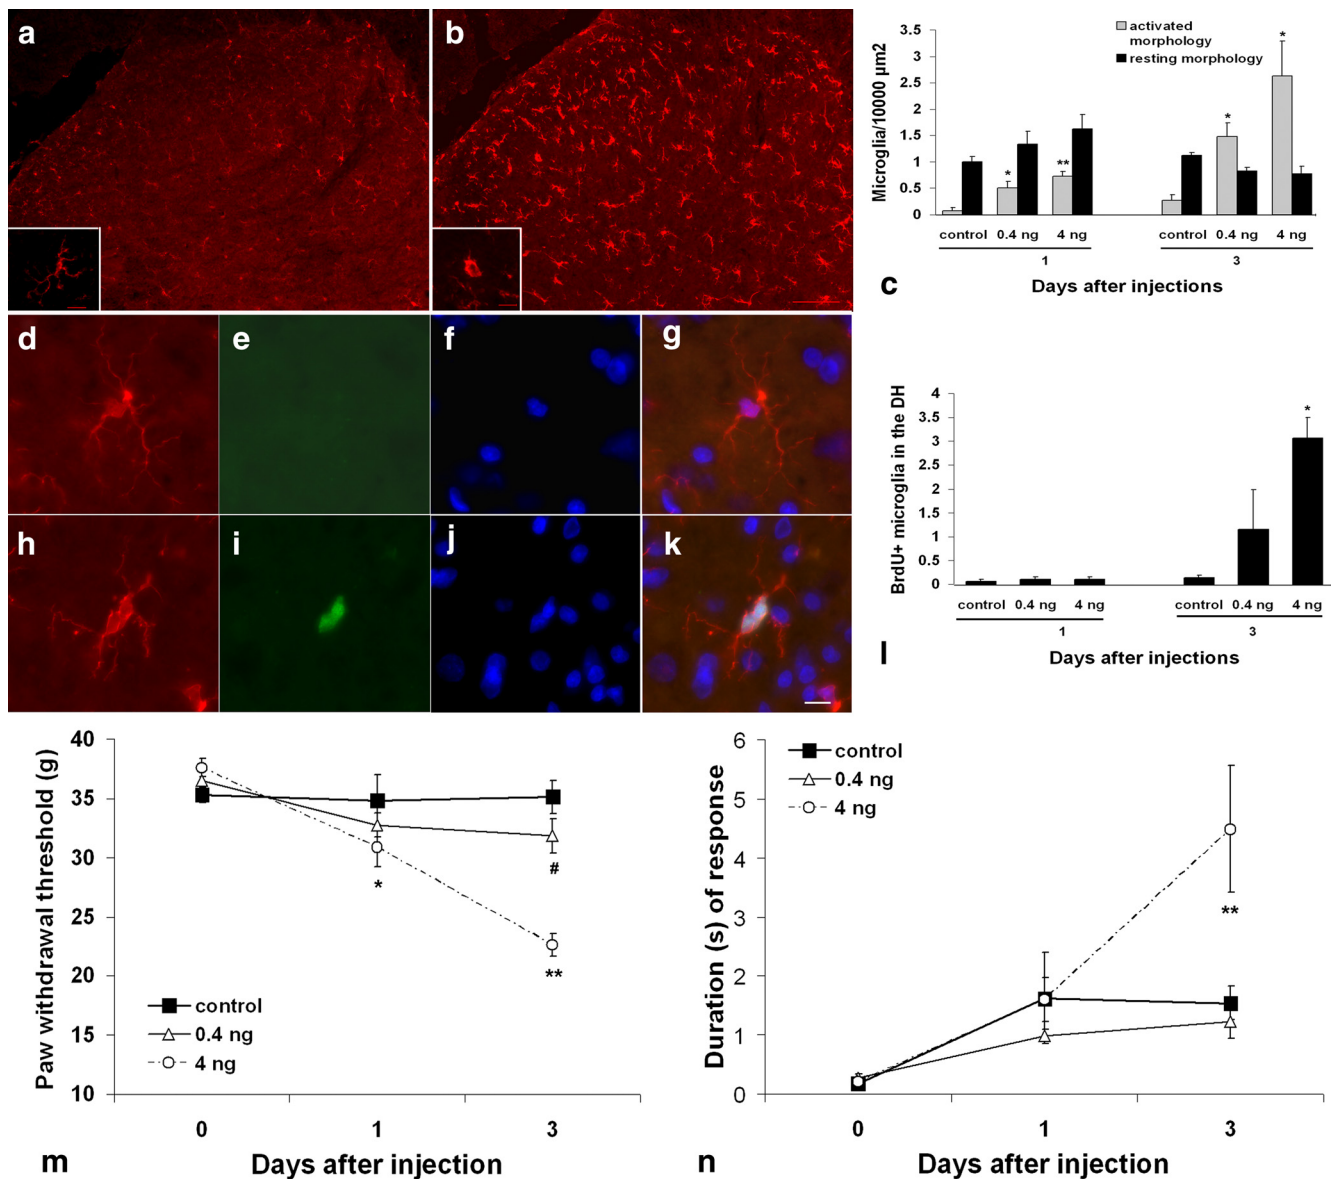 a
b
c
3.5
3
2.5
2
1.5
1
0.5
0
Microglia/10000 µm2
activated
morphology
resting morphology
*
**
*
*
control 0.4 ng 4 ng
control 0.4 ng 4 ng
1
3
Days after injections
d
e
f
g
h
i
j
k
l
4
3.5
3
2.5
2
1.5
1
0.5
0
BrdU+ microglia in the DH
*
control 0.4 ng 4 ng
control 0.4 ng 4 ng
1
3
Days after injections
m
40
35
30
25
20
15
10
Paw withdrawal threshold (g)
*
#
**
control
0.4 ng
4 ng
0 1 3
Days after injection
n
6
5
4
3
2
1
0
Duration (s) of response
control
0.4 ng
4 ng
**
0 1 3
Days after injection